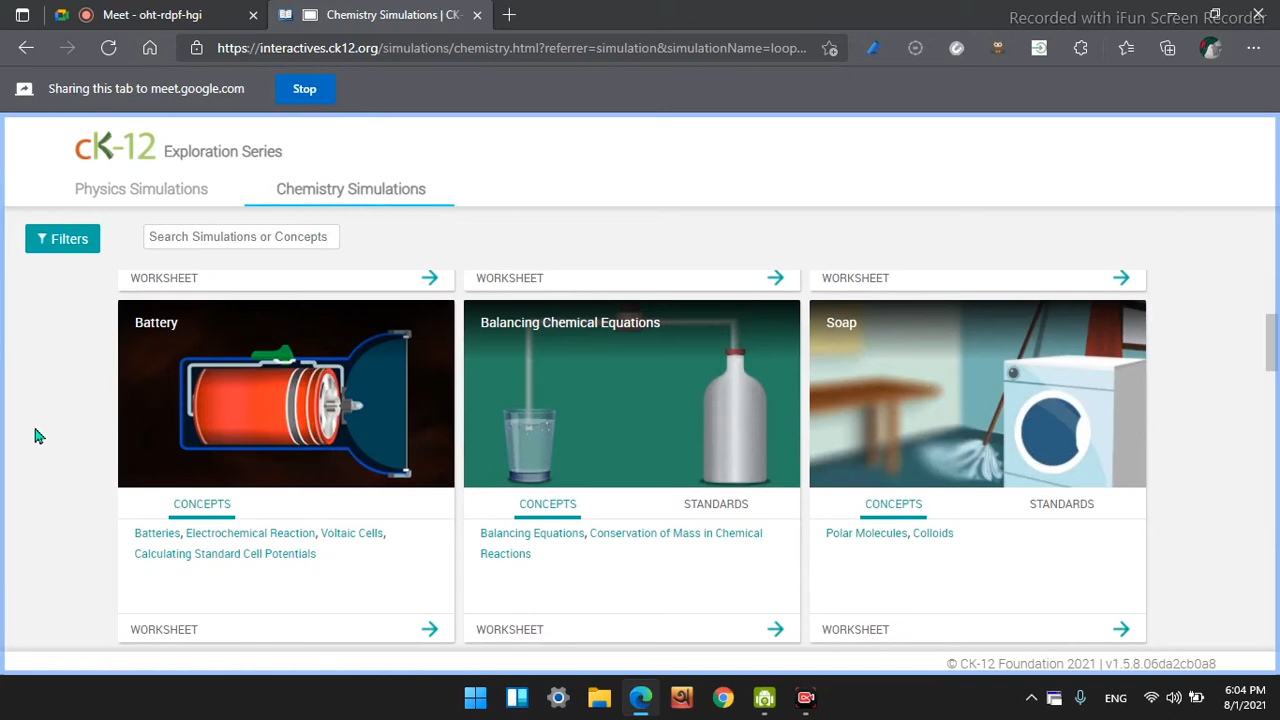 Meet - oht-rdpf-hgi
Chemistry Simulations | CK-
Recorded with iFun Screen Recorder
https://interactives.ck12.org/simulations/chemistry.html?referrer=simulation&simulationName=loop...
Sharing this tab to meet.google.com
Stop
cK-12 Exploration Series
Physics Simulations
Chemistry Simulations
Filters
Search Simulations or Concepts
WORKSHEET
WORKSHEET
WORKSHEET
Battery
CONCEPTS
Batteries, Electrochemical Reaction, Voltaic Cells,
Calculating Standard Cell Potentials
WORKSHEET
Balancing Chemical Equations
CONCEPTS
STANDARDS
Balancing Equations, Conservation of Mass in Chemical
Reactions
WORKSHEET
Soap
CONCEPTS
STANDARDS
Polar Molecules, Colloids
WORKSHEET
© CK-12 Foundation 2021 | v1.5.8.06da2cb0a8
ENG
6:04 PM
8/1/2021